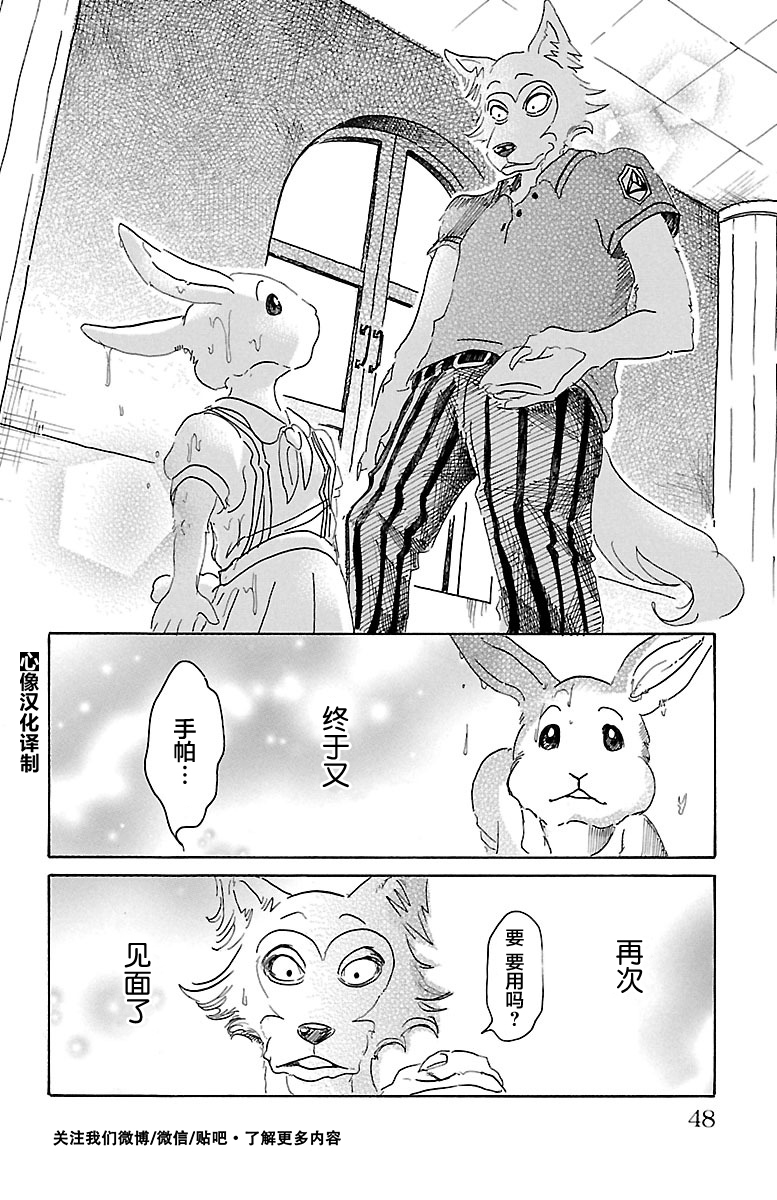 终于又
手
帕…
再次
要 要用吗？
见面了
48
心像汉化译制
关注我们微博/微信/贴吧・了解更多内容